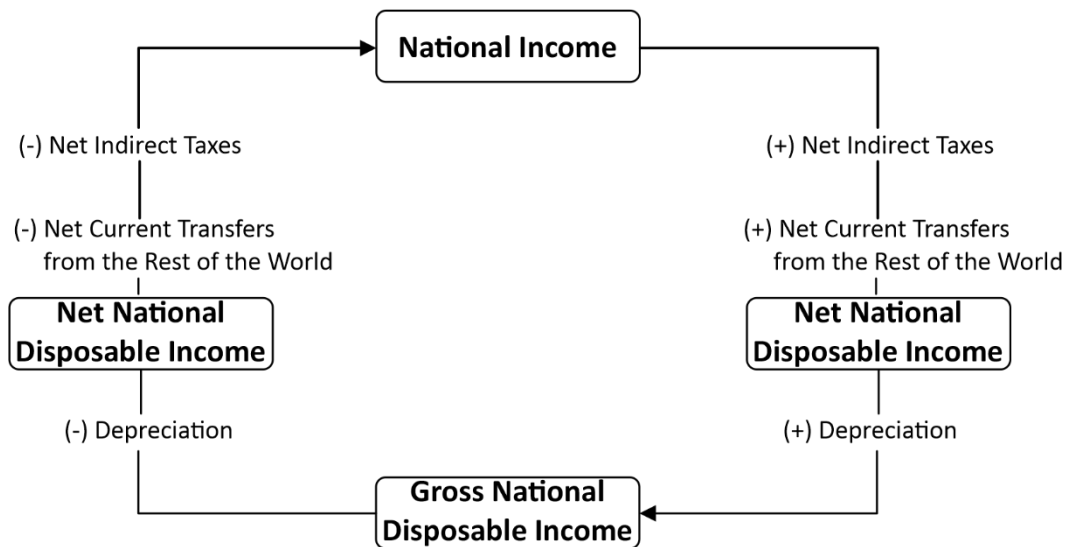 National Income
(-) Net Indirect Taxes
(+) Net Indirect Taxes
(-) Net Current Transfers
from the Rest of the World
(+) Net Current Transfers
from the Rest of the World
Net National
Disposable Income
Net National
Disposable Income
(-) Depreciation
(+) Depreciation
Gross National
Disposable Income